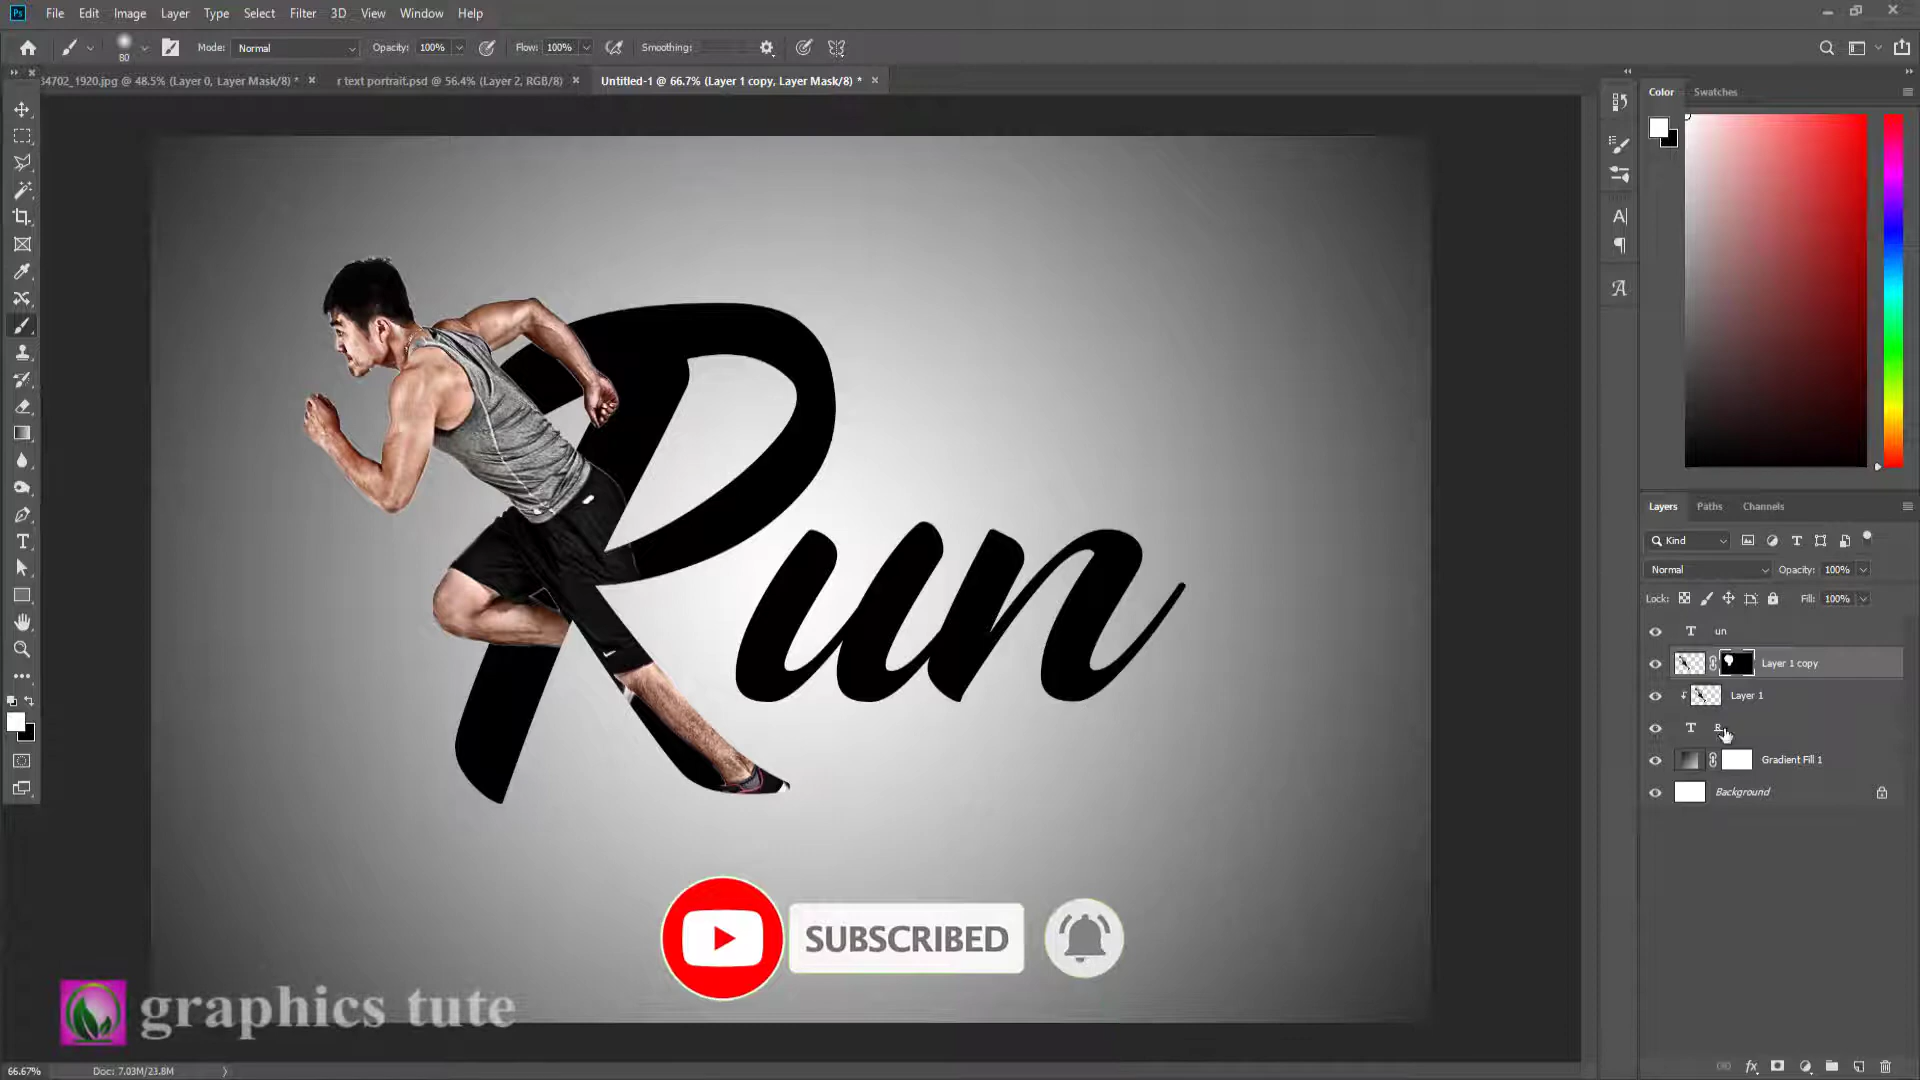 Ps File Edit Image Layer Type Select Filter 3D View Window Help
80 Mode: Normal Opacity: 100% Flow: 100% Smoothing:
34702_1920.jpg @ 48.5% (Layer 0, Layer Mask/8) * r text portrait.psd @ 56.4% (Layer 2, RGB/8) Untitled-1 @ 66.7% (Layer 1 copy, Layer Mask/8) *
Color Swatches
Run
Layers Paths Channels
Kind
Normal Opacity: 100%
Lock: Fill: 100%
un
Layer 1 copy
Layer 1
R
Gradient Fill 1
Background
SUBSCRIBED
graphics tute
66.67% Doc: 7.03M/23.8M